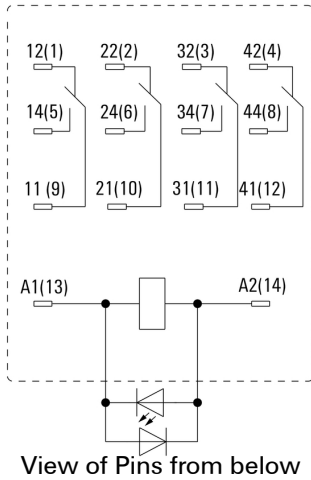 12(1) 22(2) 32(3) 42(4)
14(5) 24(6) 34(7) 44(8)
11 (9) 21(10) 31(11) 41(12)
A1(13) A2(14)
View of Pins from below